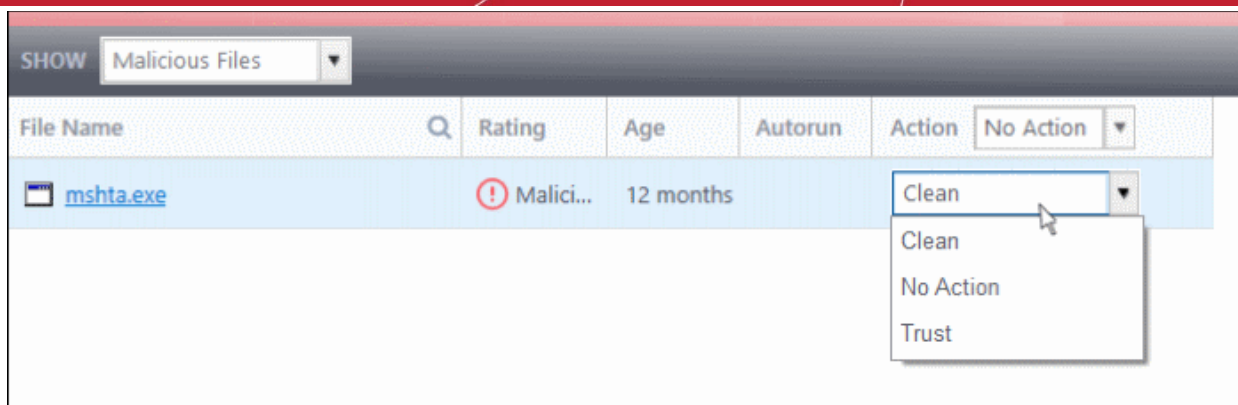 SHOW Malicious Files
File Name Rating Age Autorun Action No Action
mshta.exe Malici... 12 months Clean
Clean
No Action
Trust